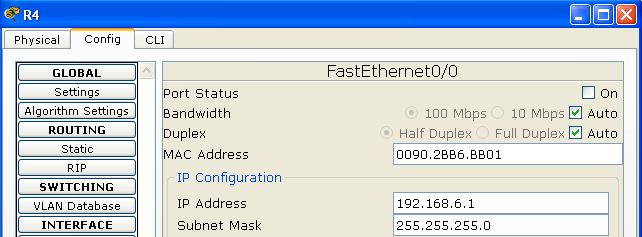 R4
Physical Config CLI
GLOBAL
Settings
Algorithm Settings
ROUTING
Static
RIP
SWITCHING
VLAN Database
INTERFACE
FastEthernet0/0
Port Status On
Bandwidth 100 Mbps 10 Mbps Auto
Duplex Half Duplex Full Duplex Auto
MAC Address 0090.2BB6.BB01
IP Configuration
IP Address 192.168.6.1
Subnet Mask 255.255.255.0